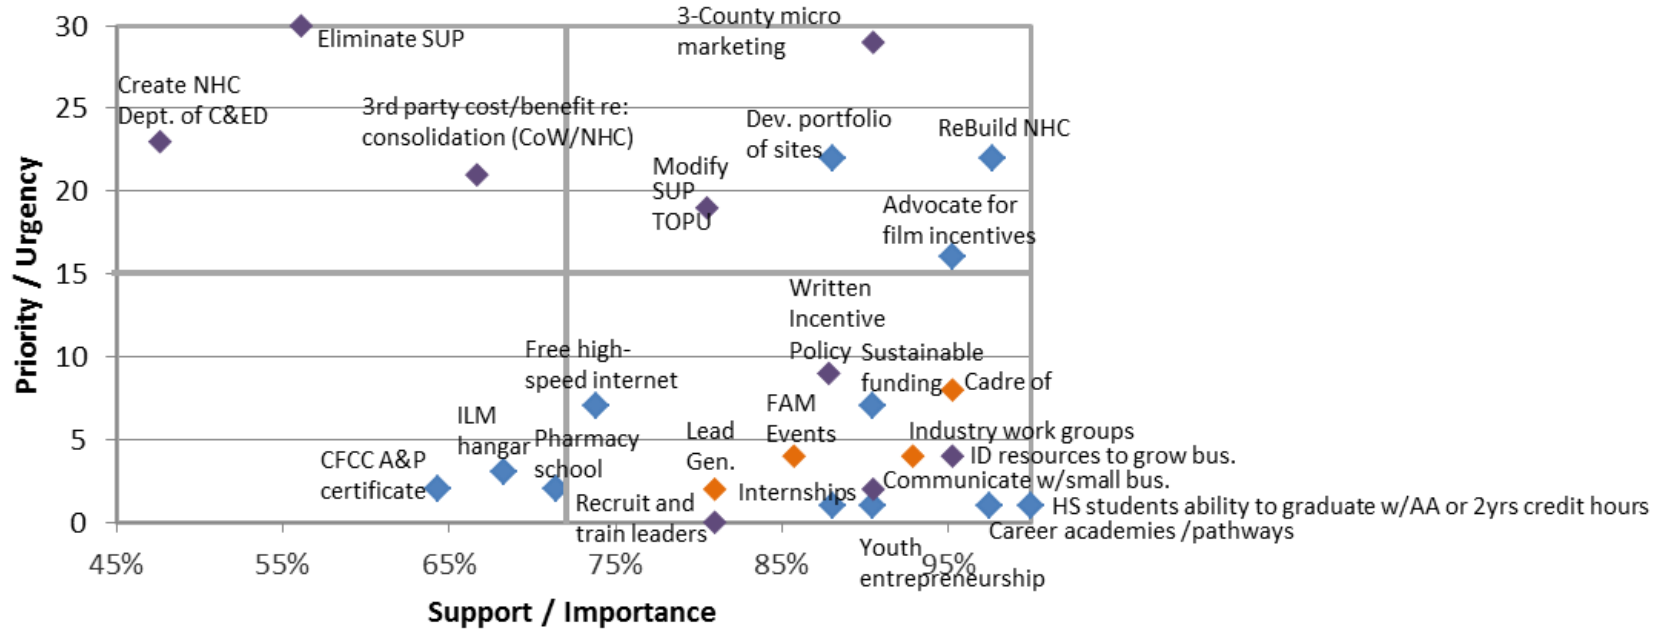 30
25
20
15
10
5
0
Priority / Urgency
Eliminate SUP
3-County micro
marketing
Create NHC
Dept. of C&ED
3rd party cost/benefit re:
consolidation (CoW/NHC)
Dev. portfolio
of sites
ReBuild NHC
Modify
SUP
TOPU
Advocate for
film incentives
Written
Incentive
Policy
Free high-
speed internet
Sustainable
funding
Cadre of
FAM
Events
ILM
hangar
Pharmacy
school
Lead
Gen.
Industry work groups
ID resources to grow bus.
CFCC A&P
certificate
Communicate w/small bus.
Internships
Recruit and
train leaders
HS students ability to graduate w/AA or 2yrs credit hours
Career academies /pathways
Youth
entrepreneurship
45%
55%
65%
75%
85%
95%
Support / Importance